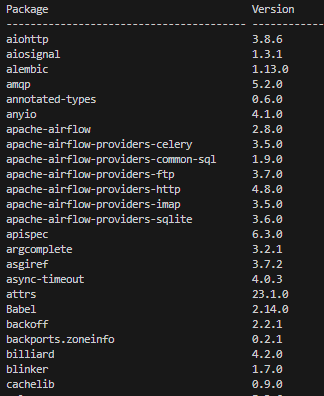 Package Version
---------------------------------------- ------------
aiohttp 3.8.6
aiosignal 1.3.1
alembic 1.13.0
amqp 5.2.0
annotated-types 0.6.0
anyio 4.1.0
apache-airflow 2.8.0
apache-airflow-providers-celery 3.5.0
apache-airflow-providers-common-sql 1.9.0
apache-airflow-providers-ftp 3.7.0
apache-airflow-providers-http 4.8.0
apache-airflow-providers-imap 3.5.0
apache-airflow-providers-sqlite 3.6.0
apispec 6.3.0
argcomplete 3.2.1
asgiref 3.7.2
async-timeout 4.0.3
attrs 23.1.0
Babel 2.14.0
backoff 2.2.1
backports.zoneinfo 0.2.1
billiard 4.2.0
blinker 1.7.0
cachelib 0.9.0